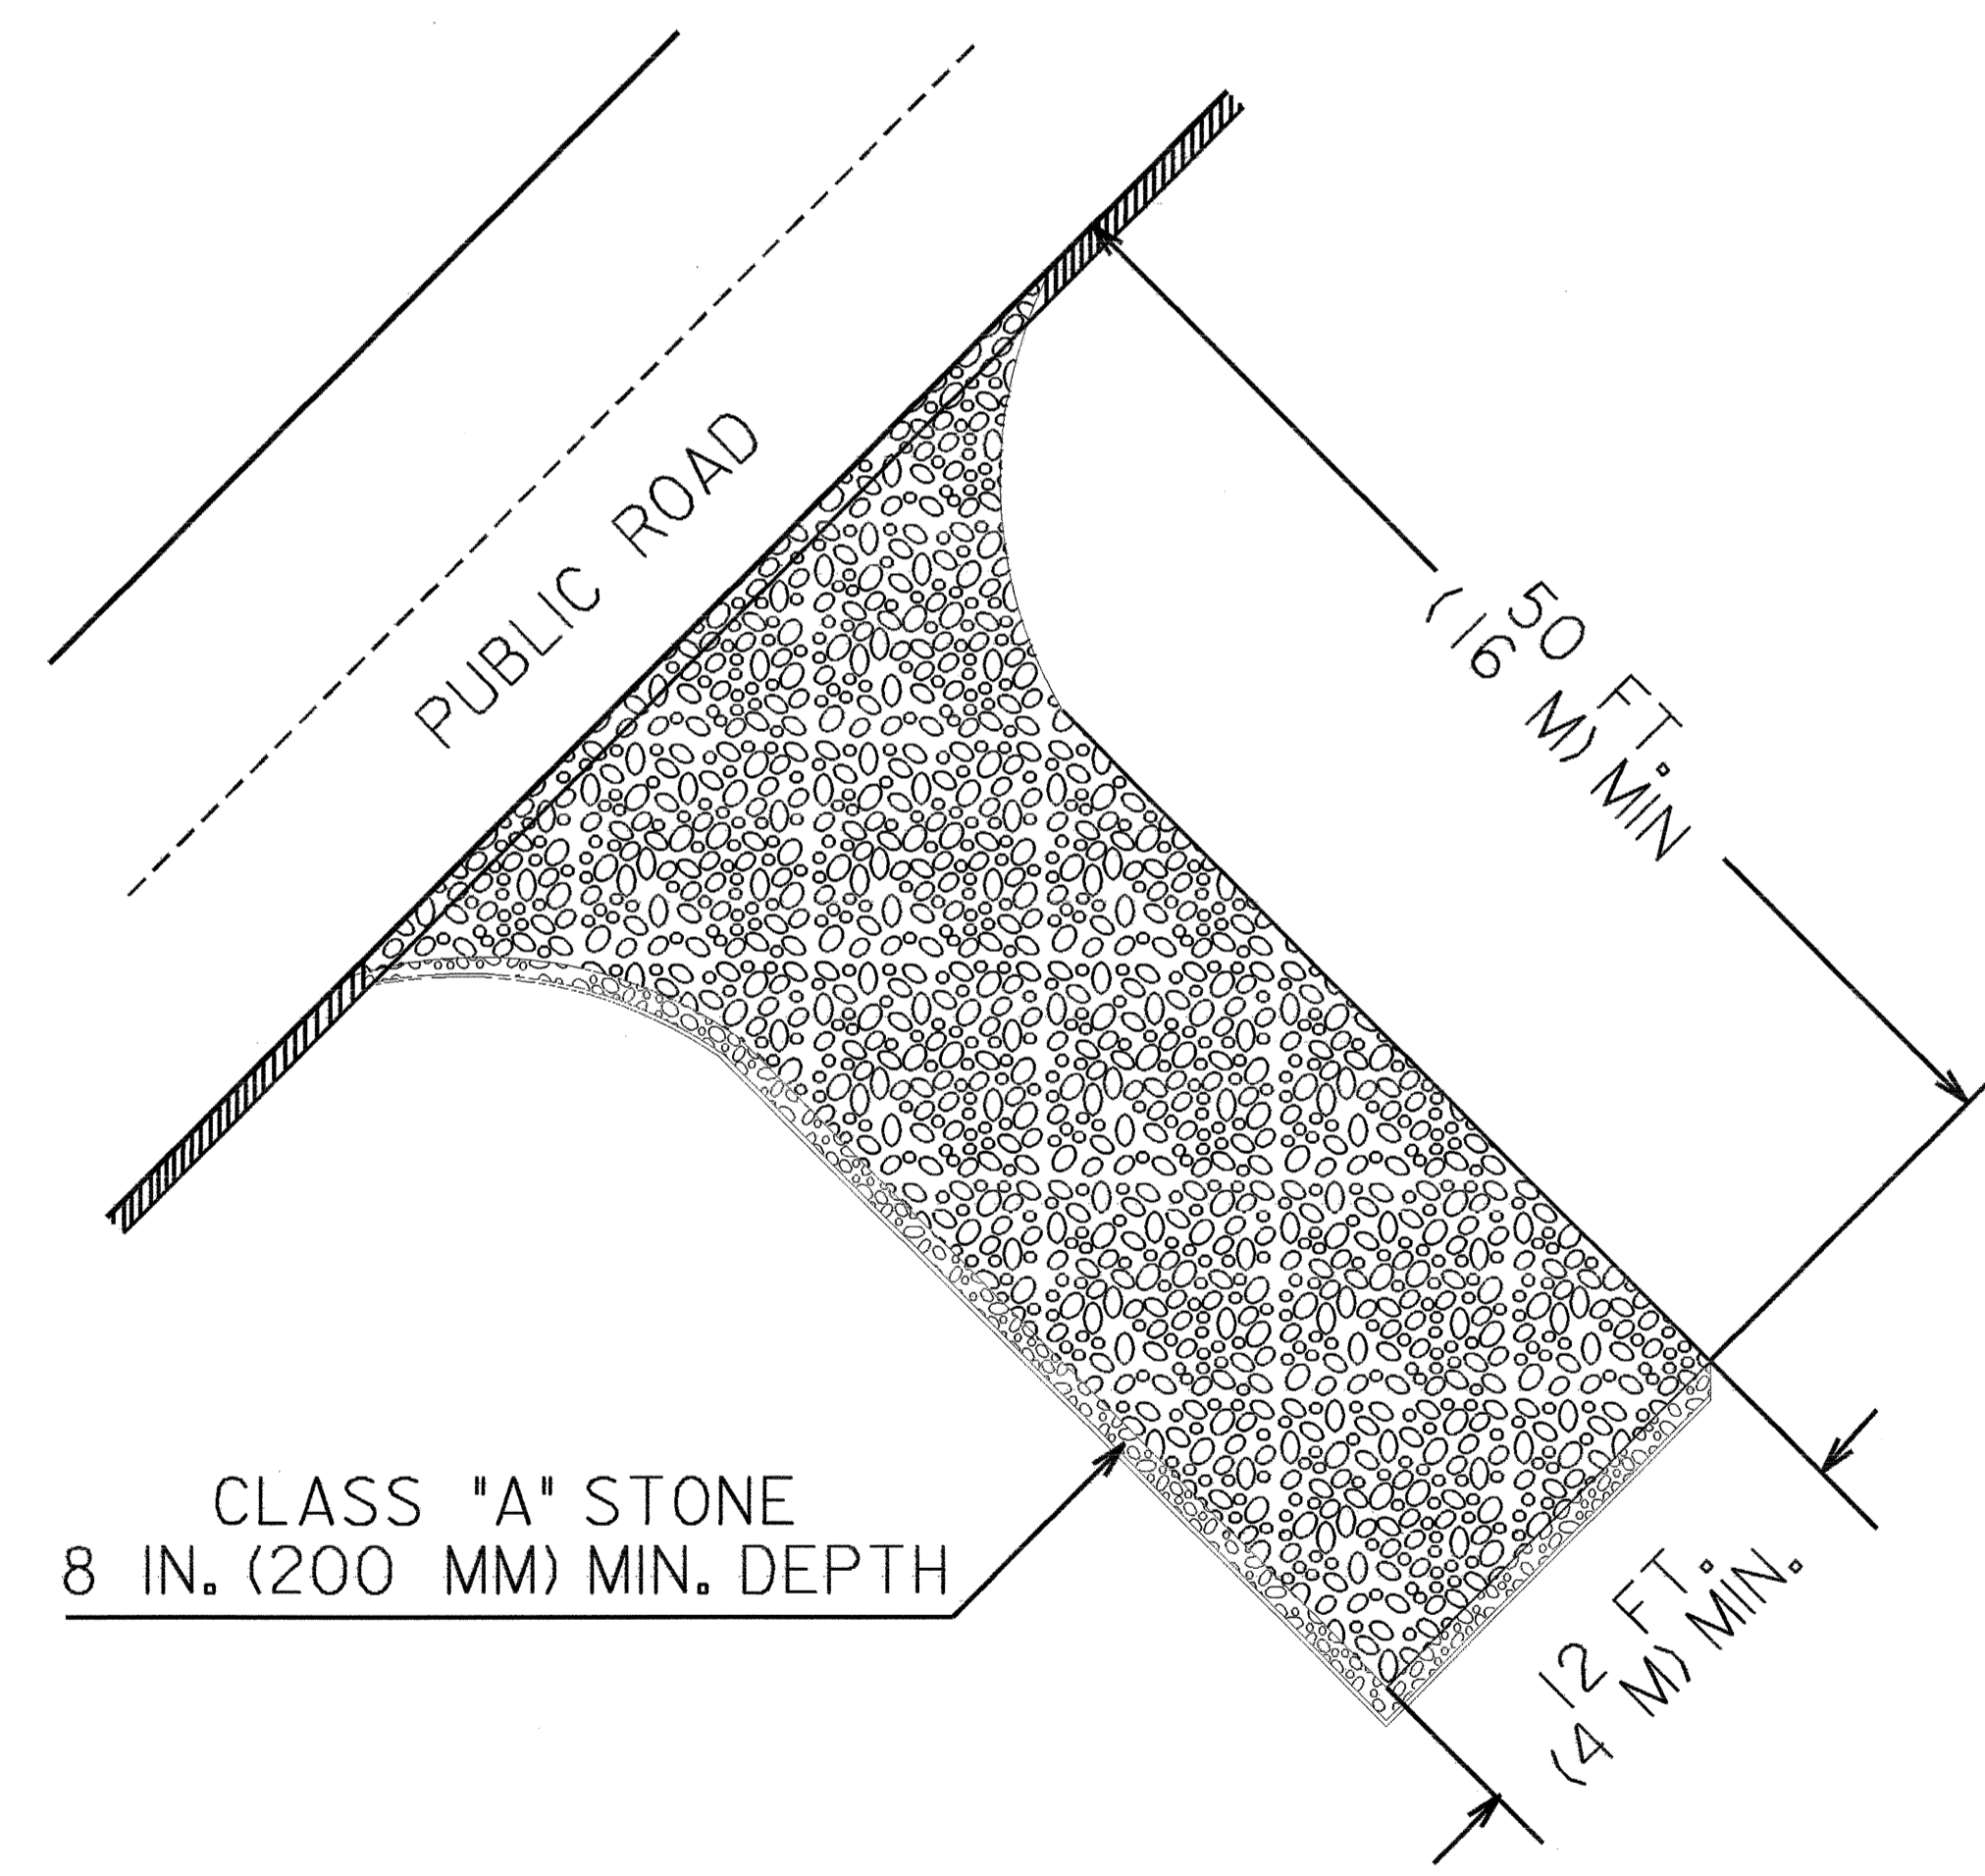 PUBLIC ROAD
50 FT.
(16 M) MIN
CLASS "A" STONE
8 IN. (200 MM) MIN. DEPTH
12 FT.
(4 M) MIN.